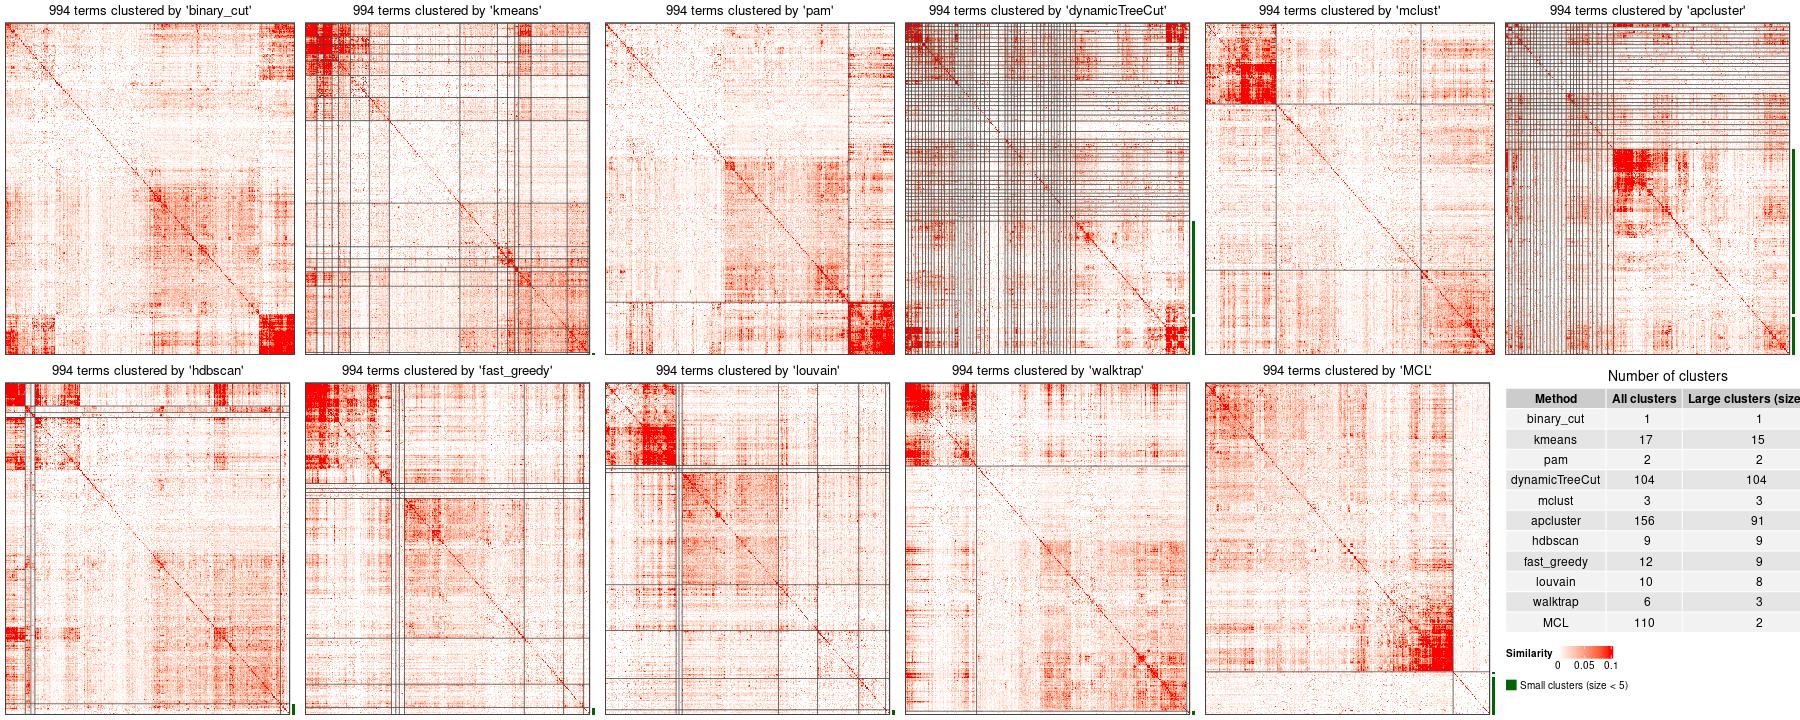 994 terms clustered by 'binary_cut'
994 terms clustered by 'kmeans'
994 terms clustered by 'pam'
994 terms clustered by 'dynamicTreeCut'
994 terms clustered by 'mclust'
994 terms clustered by 'apcluster'
994 terms clustered by 'hdbscan'
994 terms clustered by 'fast_greedy'
994 terms clustered by 'louvain'
994 terms clustered by 'walktrap'
994 terms clustered by 'MCL'
Number of clusters
Method All clusters Large clusters (size
binary_cut 1 1
kmeans 17 15
pam 2 2
dynamicTreeCut 104 104
mclust 3 3
apcluster 156 91
hdbscan 9 9
fast_greedy 12 9
louvain 10 8
walktrap 6 3
MCL 110 2
Similarity
0 0.05 0.1
Small clusters (size < 5)